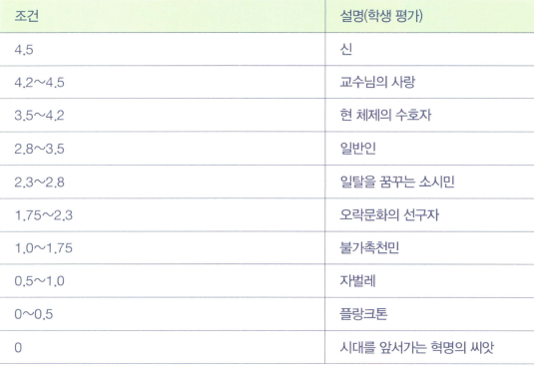 조건 설명(학생 평가)
4.5 신
4.2~4.5 교수님의 사랑
3.5~4.2 현 체제의 수호자
2.8~3.5 일반인
2.3~2.8 일탈을 꿈꾸는 소시민
1.75~2.3 오락문화의 선구자
1.0~1.75 불가촉천민
0.5~1.0 자벌레
0~0.5 플랑크톤
0 시대를 앞서가는 혁명의 씨앗